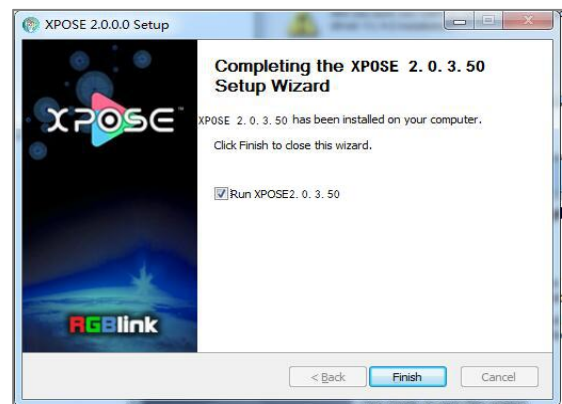 XPOSE 2.0.0.0 Setup
Completing the XPOSE 2.0.3.50
Setup Wizard
XPOSE 2.0.3.50 has been installed on your computer.
Click Finish to close this wizard.
Run XPOSE2.0.3.50
XPOSE™
RGBlink
< Back
Finish
Cancel